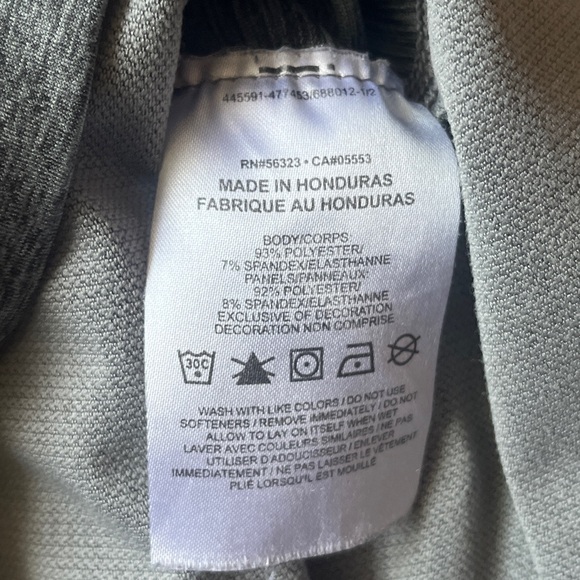 445591-477453/688012-1/2
RN#56323 • CA#05553
MADE IN HONDURAS
FABRIQUE AU HONDURAS
BODY/CORPS:
93% POLYESTER/
7% SPANDEX/ELASTHANNE
PANELS/PANNEAUX:
92% POLYESTER/
8% SPANDEX/ELASTHANNE
EXCLUSIVE OF DECORATION
DECORATION NON COMPRISE
30C
WASH WITH LIKE COLORS / DO NOT USE
SOFTENERS / REMOVE IMMEDIATELY / DO NOT
ALLOW TO LAY ON ITSELF WHEN WET
LAVER AVEC COULEURS SIMILAIRES / NE PAS
UTILISER D'ADOUCISSEUR / ENLEVER
IMMEDIATEMENT / NE PAS LAISSER LE VÊTEMENT
PLIÉ LORSQU'IL EST MOUILLÉ